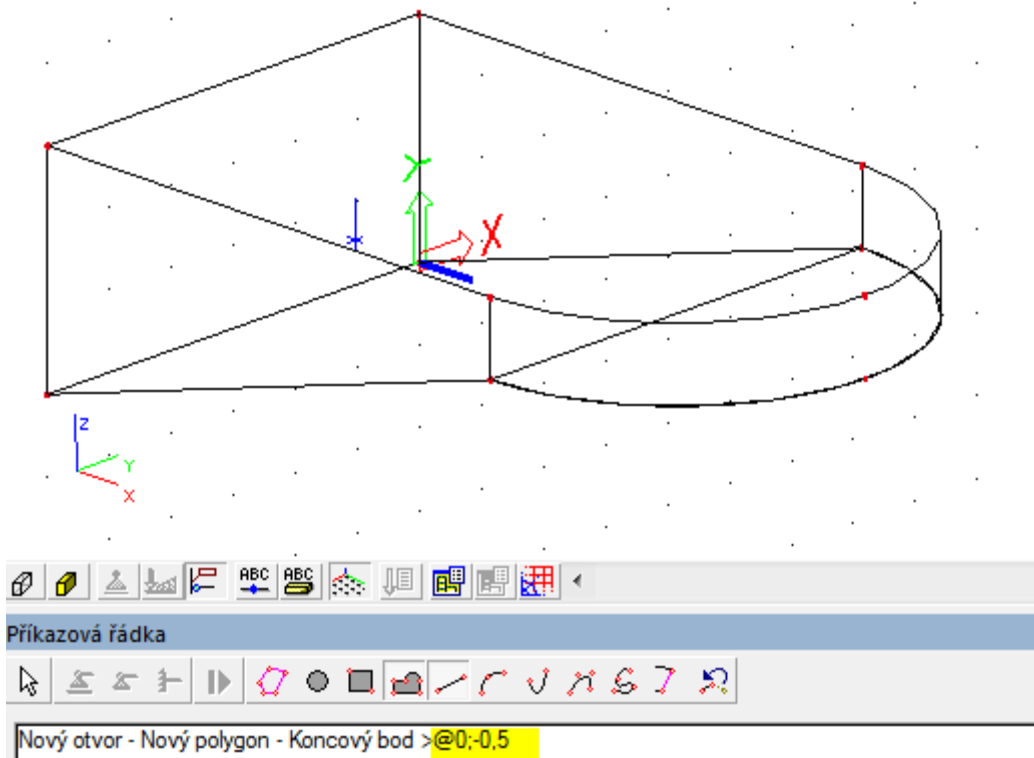 Y
X
Z
Y
X
ABC ABC
Příkazová řádka
Nový otvor - Nový polygon - Koncový bod >@0;-0,5